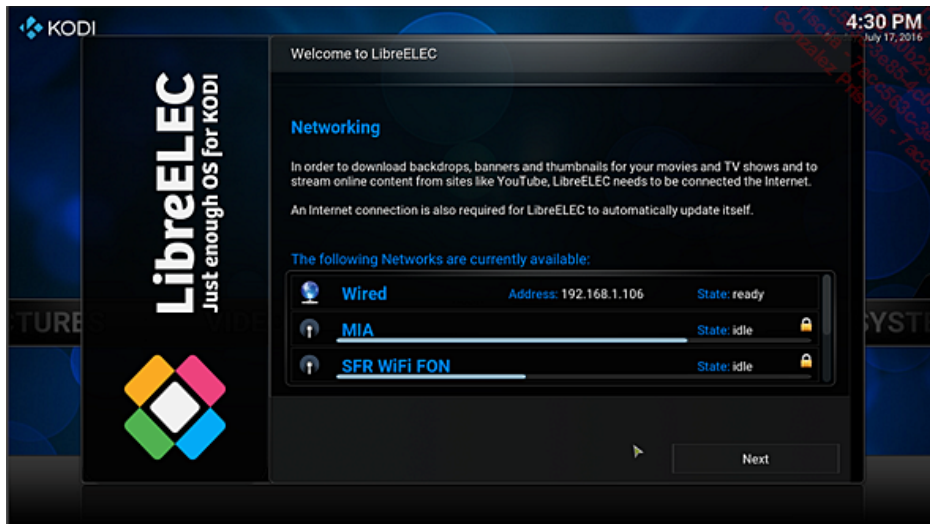 KODI
4:30 PM
July 17, 2016
LibreELEC
Just enough OS for KODI
Welcome to LibreELEC
Networking
In order to download backdrops, banners and thumbnails for your movies and TV shows and to
stream online content from sites like YouTube, LibreELEC needs to be connected the Internet.
An Internet connection is also required for LibreELEC to automatically update itself.
The following Networks are currently available:
Wired Address: 192.168.1.106 State: ready
MIA State: idle
SFR WiFi FON State: idle
Next